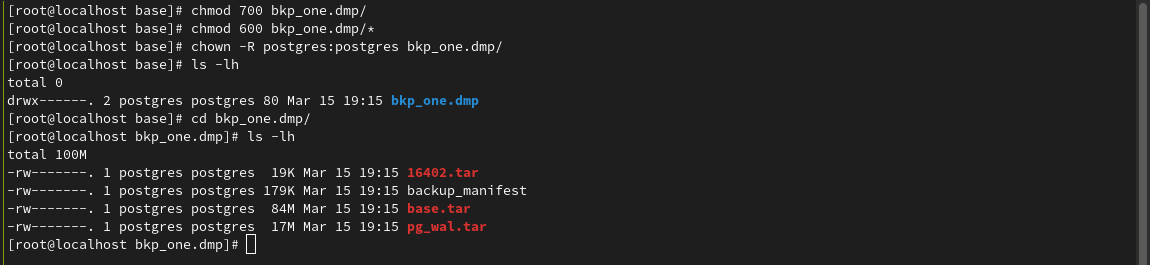 [root@localhost base]# chmod 700 bkp_one.dmp/
[root@localhost base]# chmod 600 bkp_one.dmp/*
[root@localhost base]# chown -R postgres:postgres bkp_one.dmp/
[root@localhost base]# ls -lh
total 0
drwx------. 2 postgres postgres 80 Mar 15 19:15 bkp_one.dmp
[root@localhost base]# cd bkp_one.dmp/
[root@localhost bkp_one.dmp]# ls -lh
total 100M
-rw-------. 1 postgres postgres  19K Mar 15 19:15 16402.tar
-rw-------. 1 postgres postgres 179K Mar 15 19:15 backup_manifest
-rw-------. 1 postgres postgres  84M Mar 15 19:15 base.tar
-rw-------. 1 postgres postgres  17M Mar 15 19:15 pg_wal.tar
[root@localhost bkp_one.dmp]#